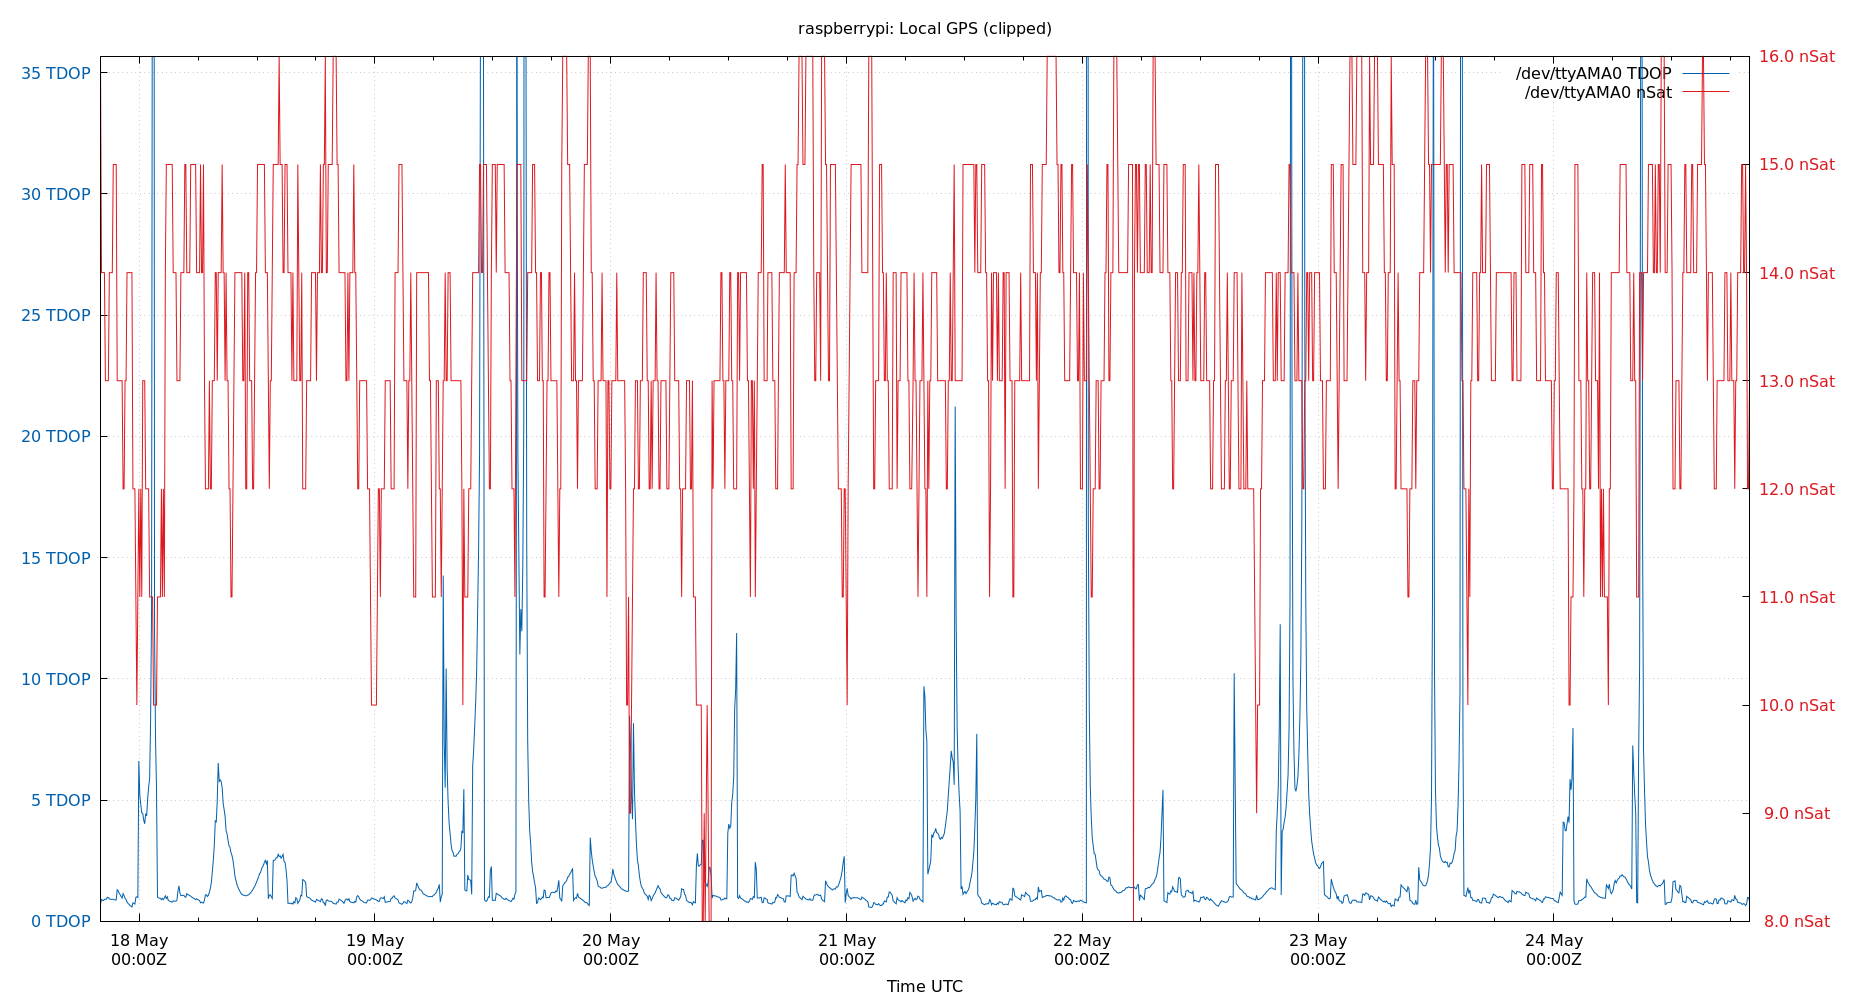 raspberrypi: Local GPS (clipped)
/dev/ttyAMA0 TDOP
/dev/ttyAMA0 nSat
35 TDOP
30 TDOP
25 TDOP
20 TDOP
15 TDOP
10 TDOP
5 TDOP
0 TDOP
16.0 nSat
15.0 nSat
14.0 nSat
13.0 nSat
12.0 nSat
11.0 nSat
10.0 nSat
9.0 nSat
8.0 nSat
18 May
00:00Z
19 May
00:00Z
20 May
00:00Z
21 May
00:00Z
22 May
00:00Z
23 May
00:00Z
24 May
00:00Z
Time UTC